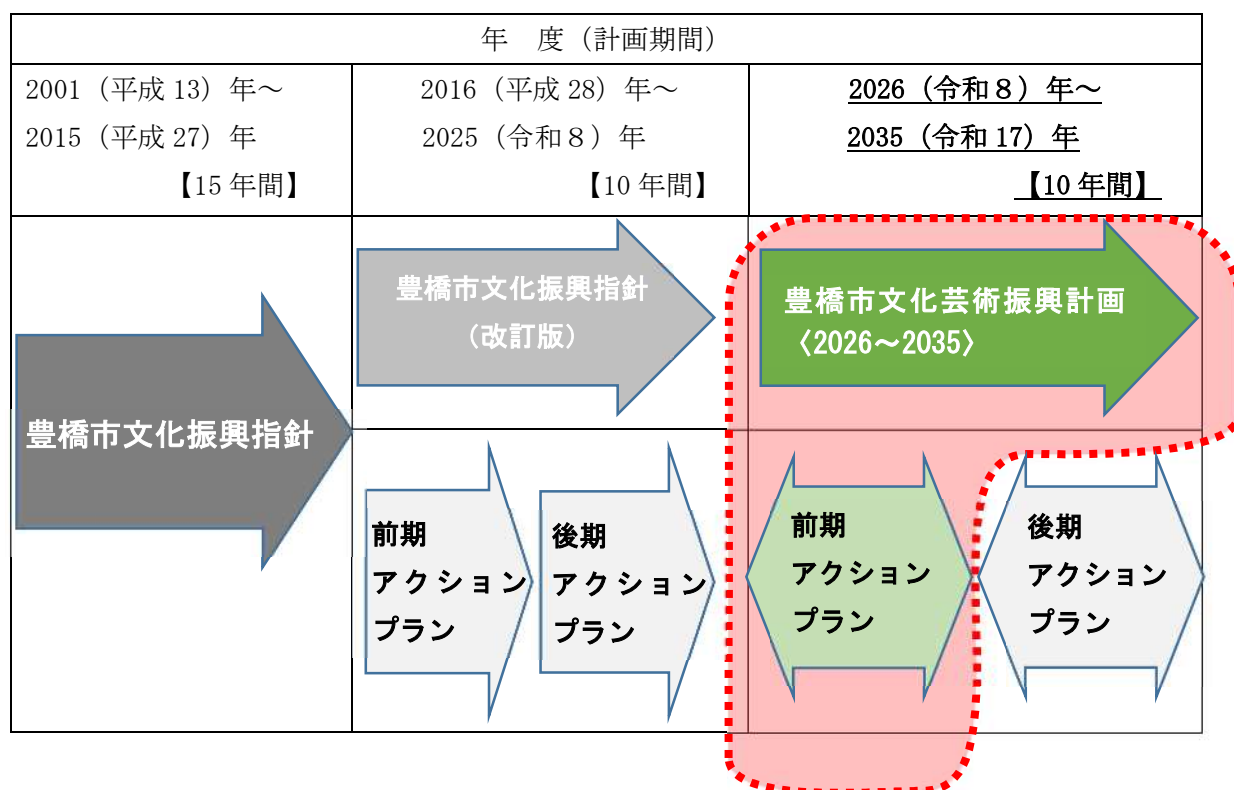 年　度（計画期間）
2001（平成 13）年～
2015（平成 27）年
【15 年間】
2016（平成 28）年～
2025（令和８）年
【10 年間】
2026（令和８）年～
2035（令和 17）年
【10 年間】
豊橋市文化振興指針
豊橋市文化振興指針
（改訂版）
豊橋市文化芸術振興計画
〈2026～2035〉
前期
アクション
プラン
後期
アクション
プラン
前期
アクション
プラン
後期
アクション
プラン